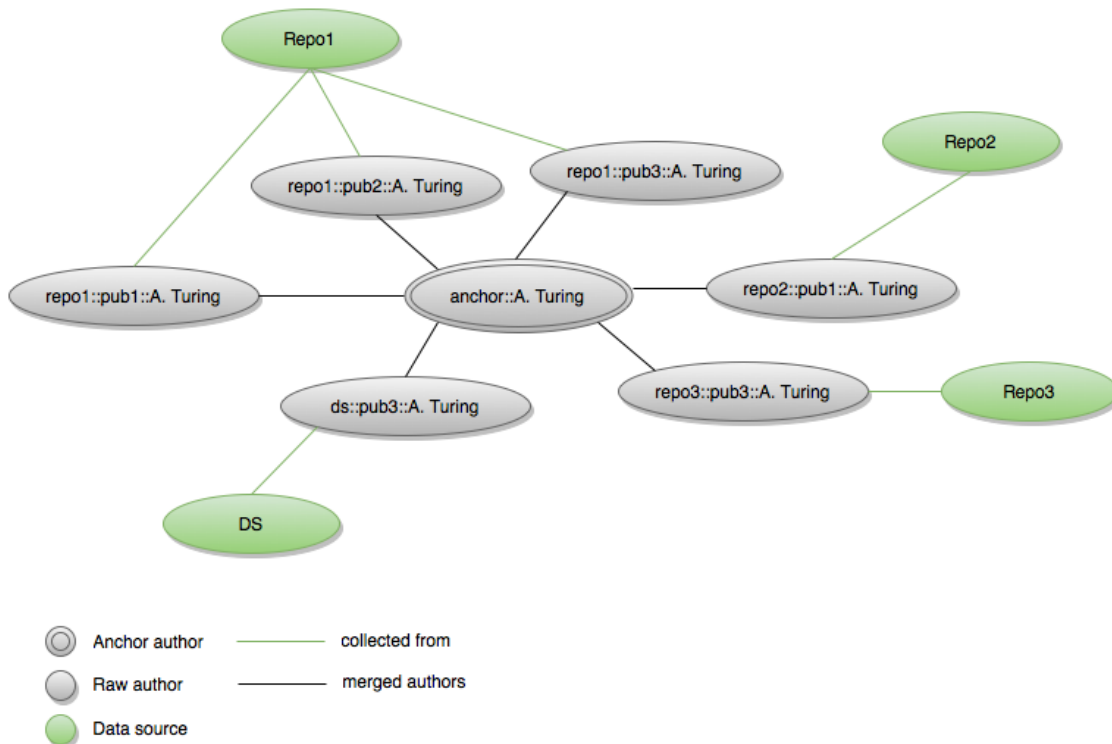 Repo1
Repo2
repo1::pub2::A. Turing
repo1::pub3::A. Turing
repo1::pub1::A. Turing
anchor::A. Turing
repo2::pub1::A. Turing
ds::pub3::A. Turing
repo3::pub3::A. Turing
Repo3
DS
Anchor author
collected from
Raw author
merged authors
Data source